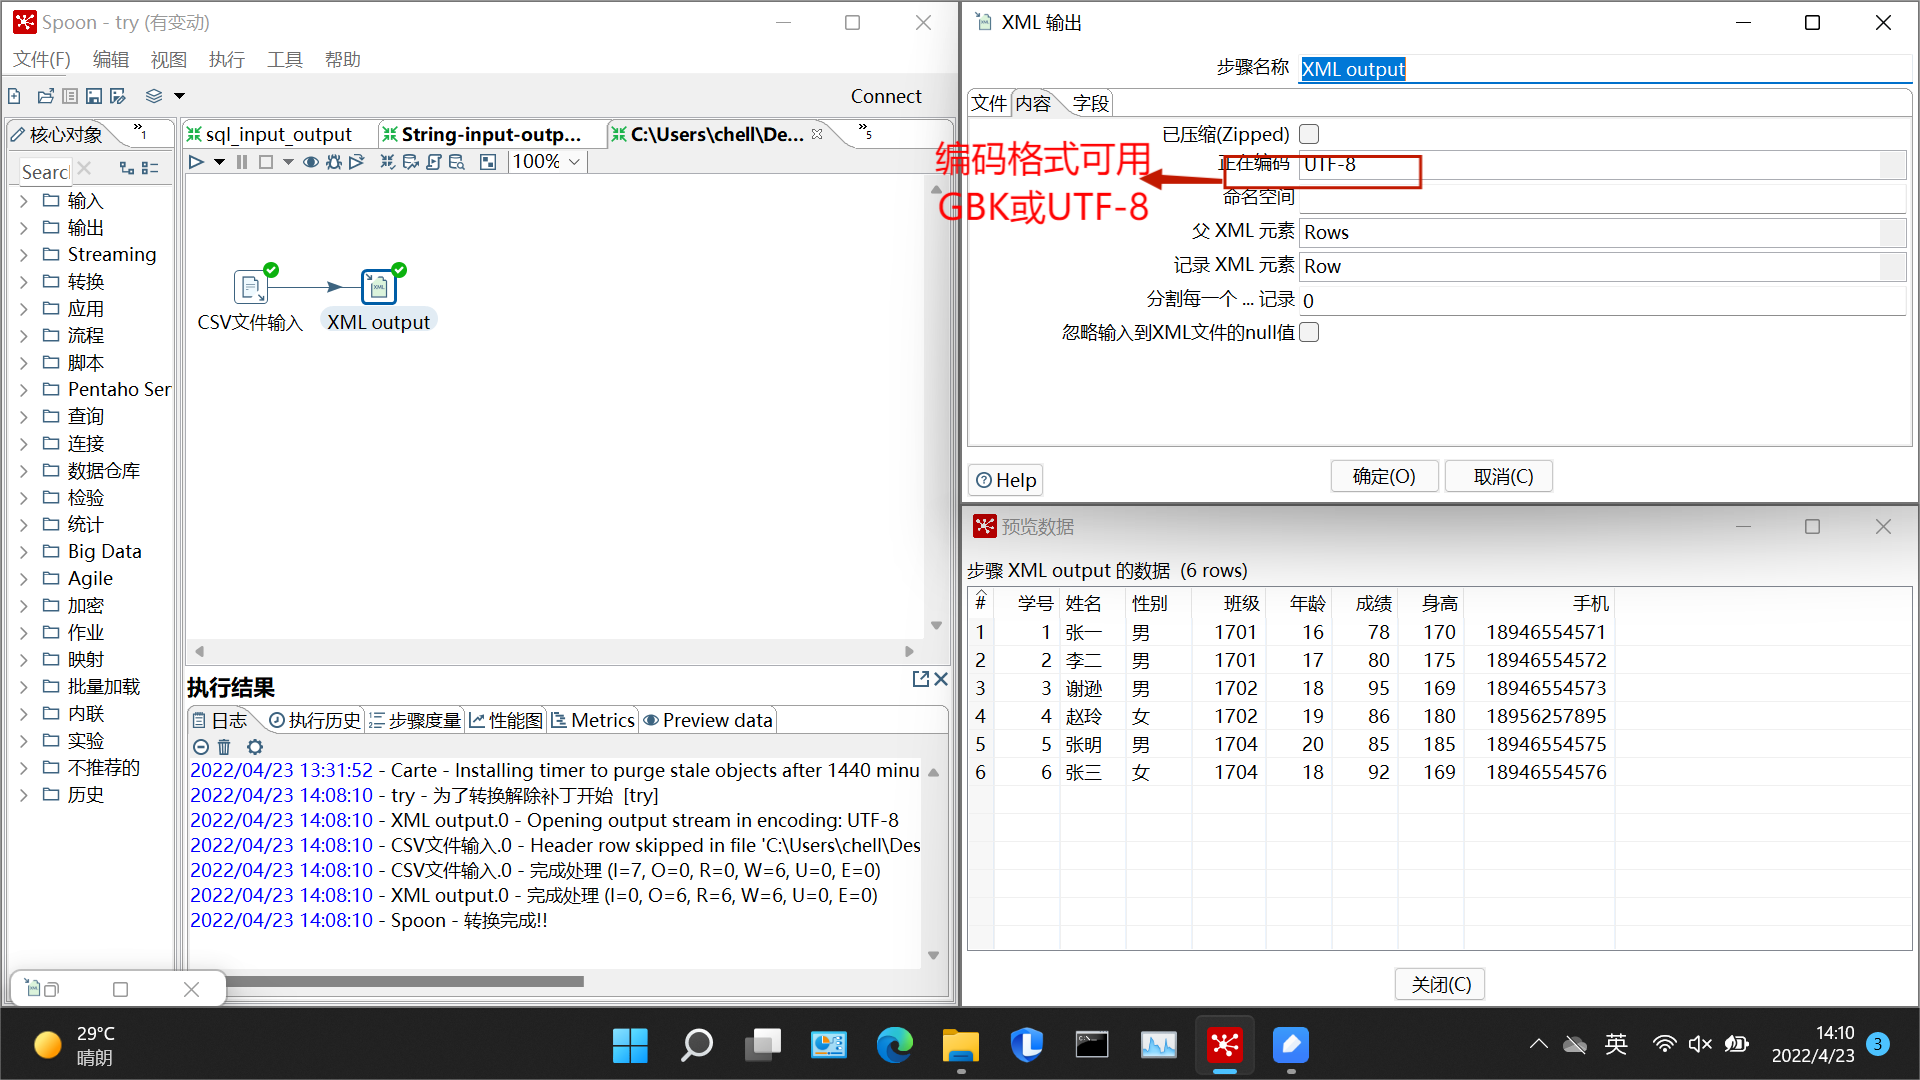 Spoon - try (有变动)
文件(F) 编辑 视图 执行 工具 帮助
Connect
核心对象 »1
sql_input_output String-input-outp... C:\Users\chell\De... »5
Searcl
100%
输入
输出
Streaming
转换
应用
流程
脚本
Pentaho Ser
查询
连接
数据仓库
检验
统计
Big Data
Agile
加密
作业
映射
批量加载
内联
实验
不推荐的
历史
CSV文件输入 XML output
执行结果
日志 执行历史 步骤度量 性能图 Metrics Preview data
2022/04/23 13:31:52 - Carte - Installing timer to purge stale objects after 1440 minu
2022/04/23 14:08:10 - try - 为了转换解除补丁开始 [try]
2022/04/23 14:08:10 - XML output.0 - Opening output stream in encoding: UTF-8
2022/04/23 14:08:10 - CSV文件输入.0 - Header row skipped in file 'C:\Users\chell\Des
2022/04/23 14:08:10 - CSV文件输入.0 - 完成处理 (I=7, O=0, R=0, W=6, U=0, E=0)
2022/04/23 14:08:10 - XML output.0 - 完成处理 (I=0, O=6, R=6, W=6, U=0, E=0)
2022/04/23 14:08:10 - Spoon - 转换完成!!
XML 输出
步骤名称 XML output
文件 内容 字段
已压缩(Zipped)
正在编码 UTF-8
命名空间
父 XML 元素 Rows
记录 XML 元素 Row
分割每一个 ... 记录 0
忽略输入到XML文件的null值
编码格式可用
GBK或UTF-8
Help 确定(O) 取消(C)
预览数据
步骤 XML output 的数据 (6 rows)
# 学号 姓名 性别 班级 年龄 成绩 身高 手机
1 1 张一 男 1701 16 78 170 18946554571
2 2 李二 男 1701 17 80 175 18946554572
3 3 谢逊 男 1702 18 95 169 18946554573
4 4 赵玲 女 1702 19 86 180 18956257895
5 5 张明 男 1704 20 85 185 18946554575
6 6 张三 女 1704 18 92 169 18946554576
关闭(C)
29°C
晴朗
英
14:10
2022/4/23
3